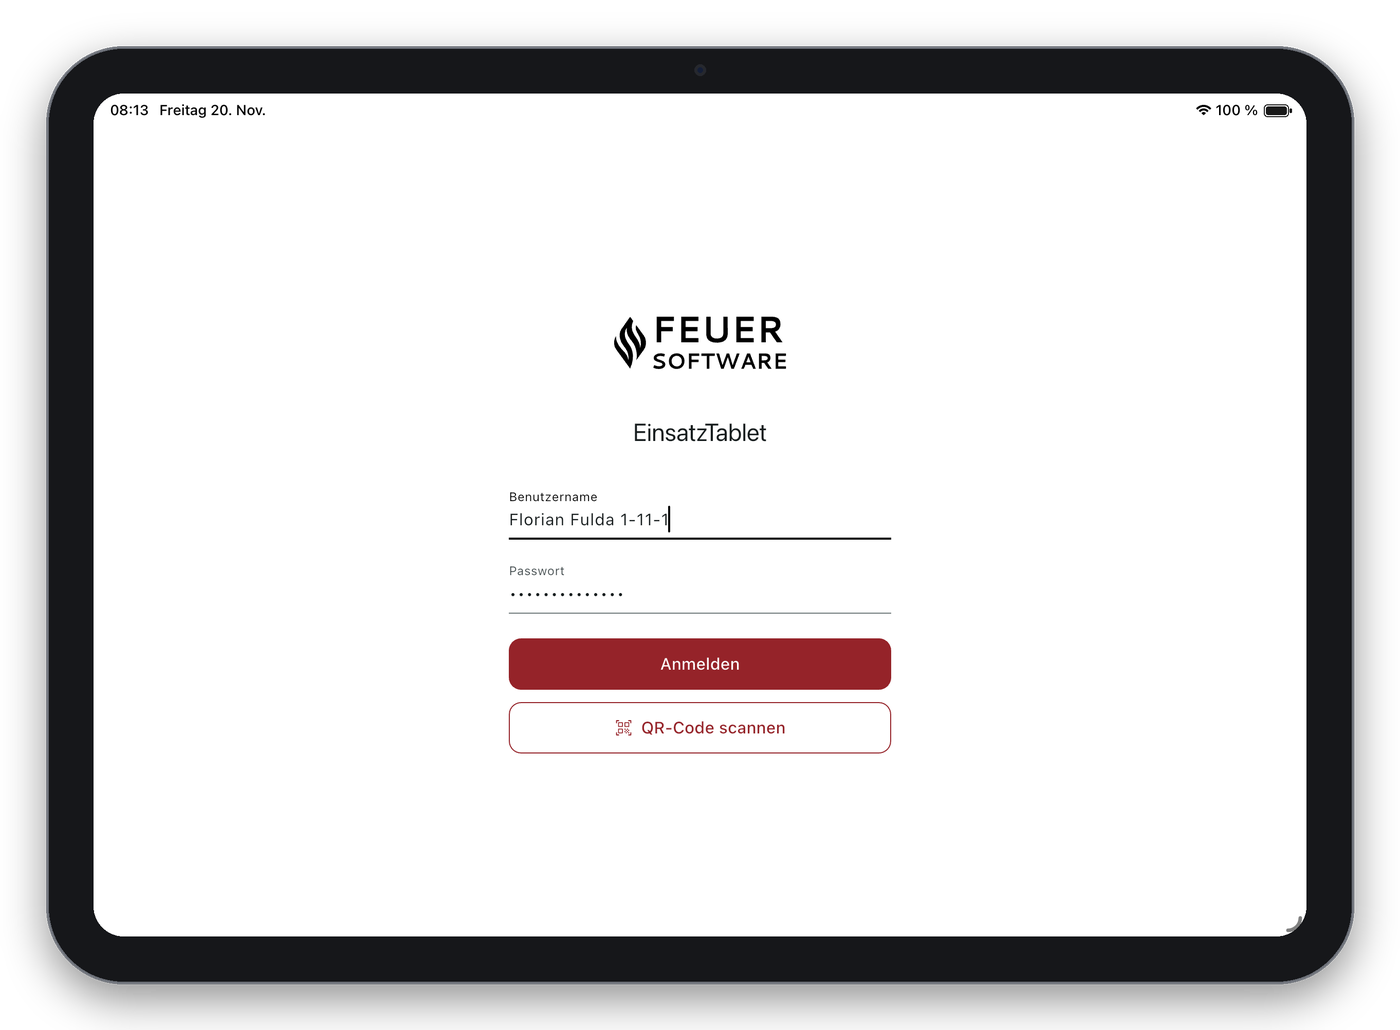 08:13 Freitag 20. Nov.
100 %
FEUER
SOFTWARE
EinsatzTablet
Benutzername
Florian Fulda 1-11-1
Passwort
••••••••••••••
Anmelden
QR-Code scannen